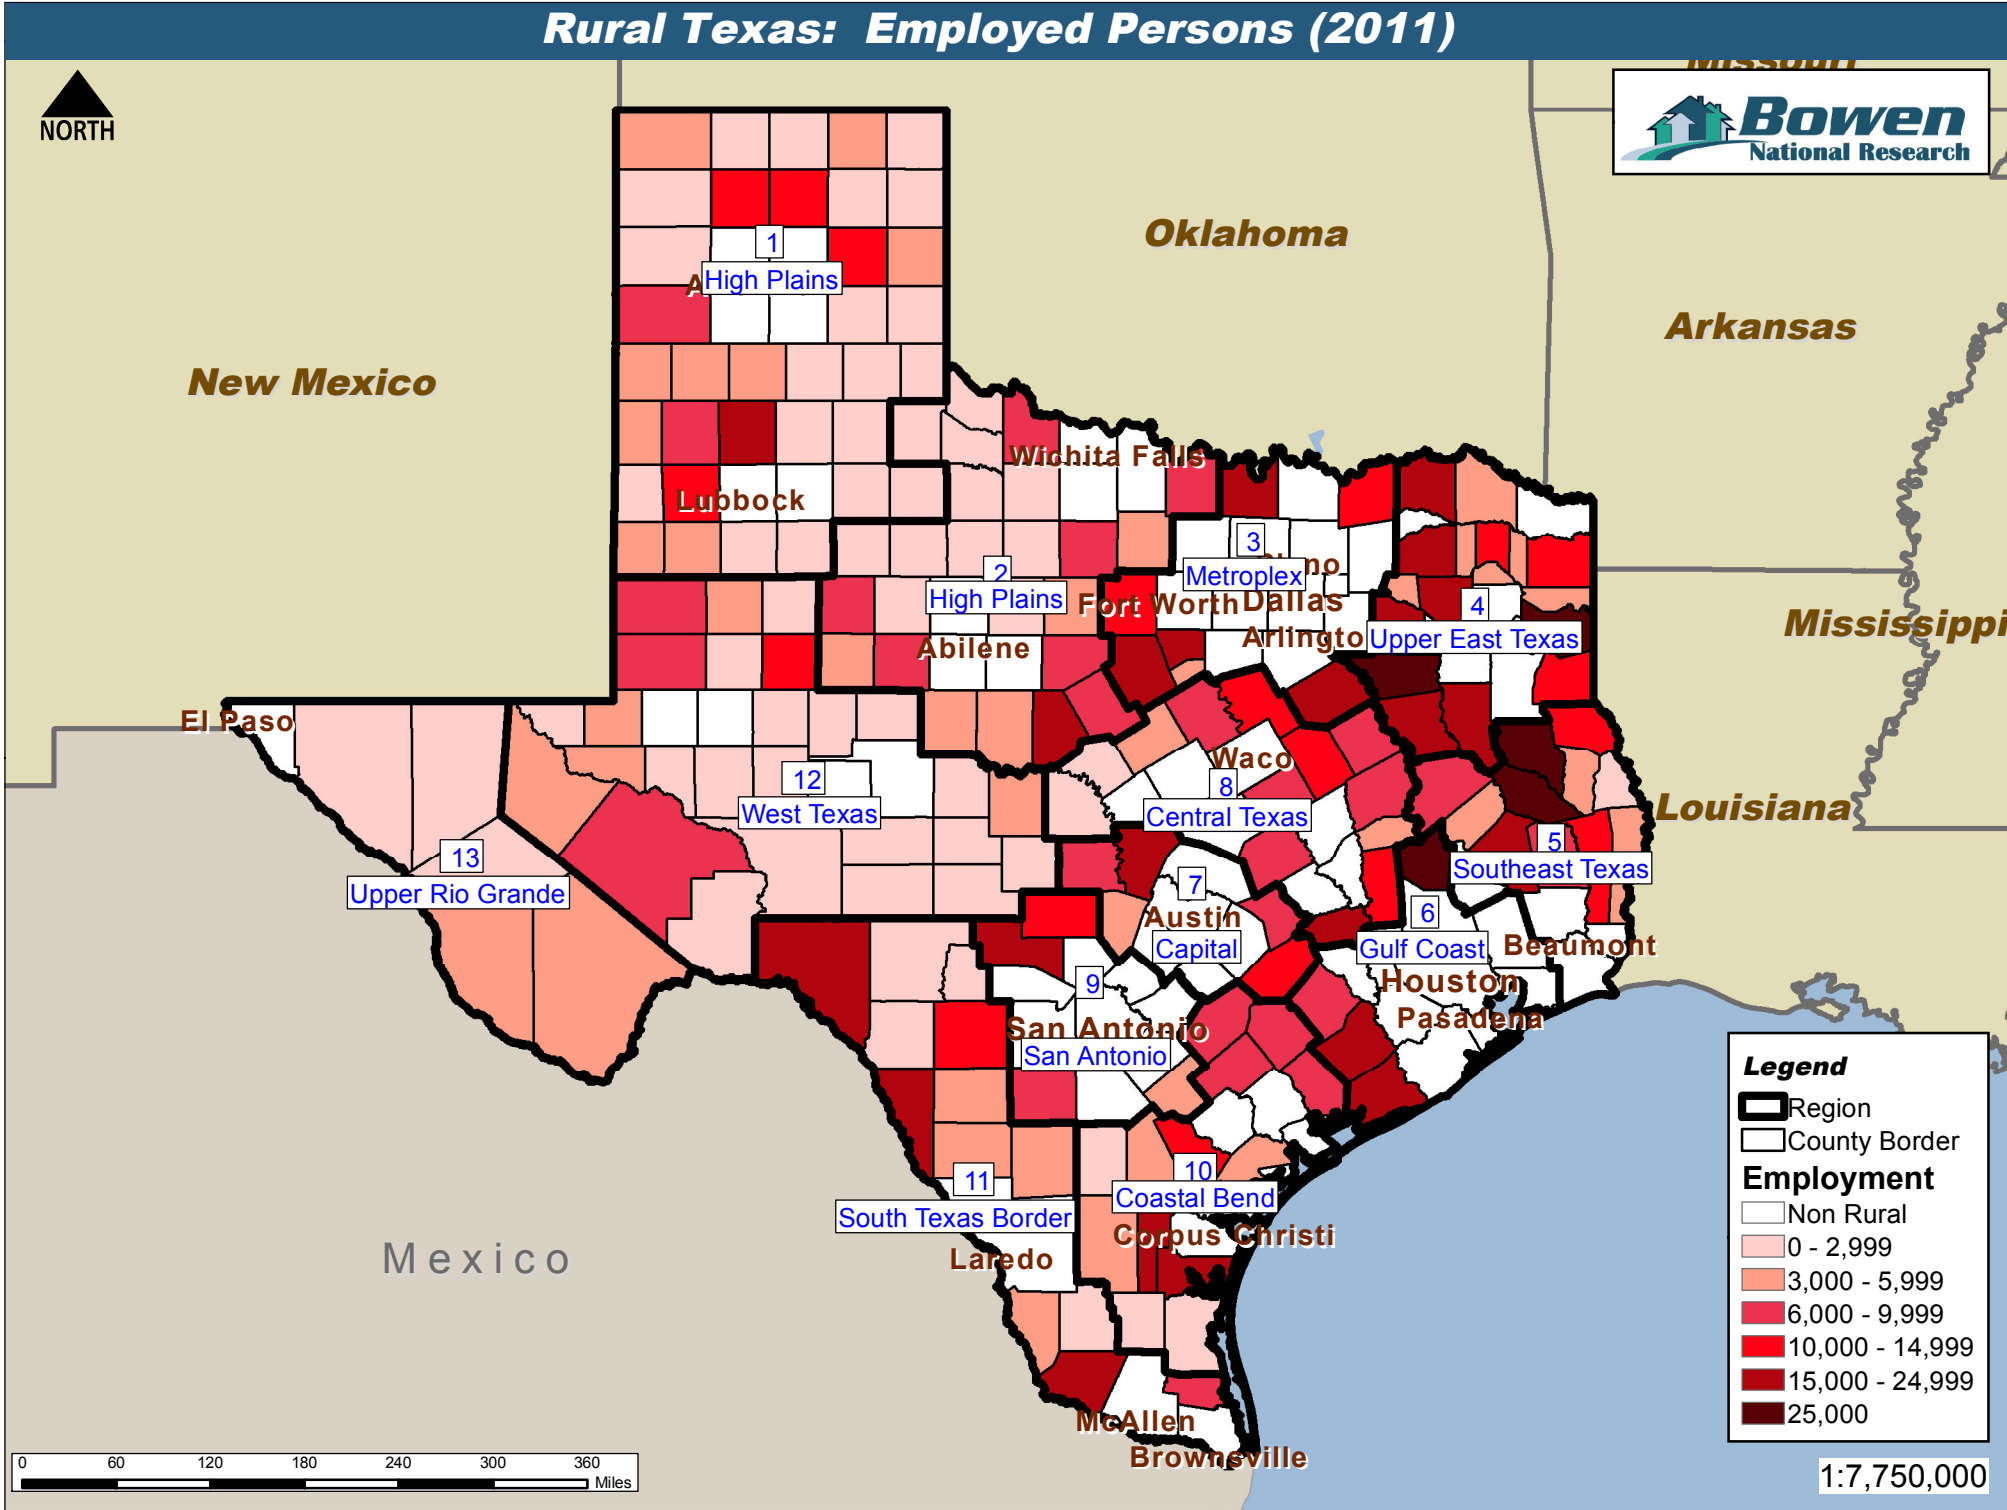 Rural Texas: Employed Persons (2011)
Missouri
NORTH
Bowen
National Research
Oklahoma
Arkansas
New Mexico
Mississippi
Louisiana
Mexico
1
High Plains
Lubbock
Wichita Falls
2
High Plains
Abilene
3
Metroplex
Fort Worth
Dallas
Arlingto
4
Upper East Texas
El Paso
12
West Texas
Waco
8
Central Texas
13
Upper Rio Grande
5
Southeast Texas
7
Austin
Capital
6
Gulf Coast
Beaumont
Houston
Pasadena
9
San Antonio
San Antonio
11
South Texas Border
Laredo
10
Coastal Bend
Corpus Christi
McAllen
Brownsville
Legend
Region
County Border
Employment
Non Rural
0 - 2,999
3,000 - 5,999
6,000 - 9,999
10,000 - 14,999
15,000 - 24,999
25,000
0 60 120 180 240 300 360
Miles
1:7,750,000